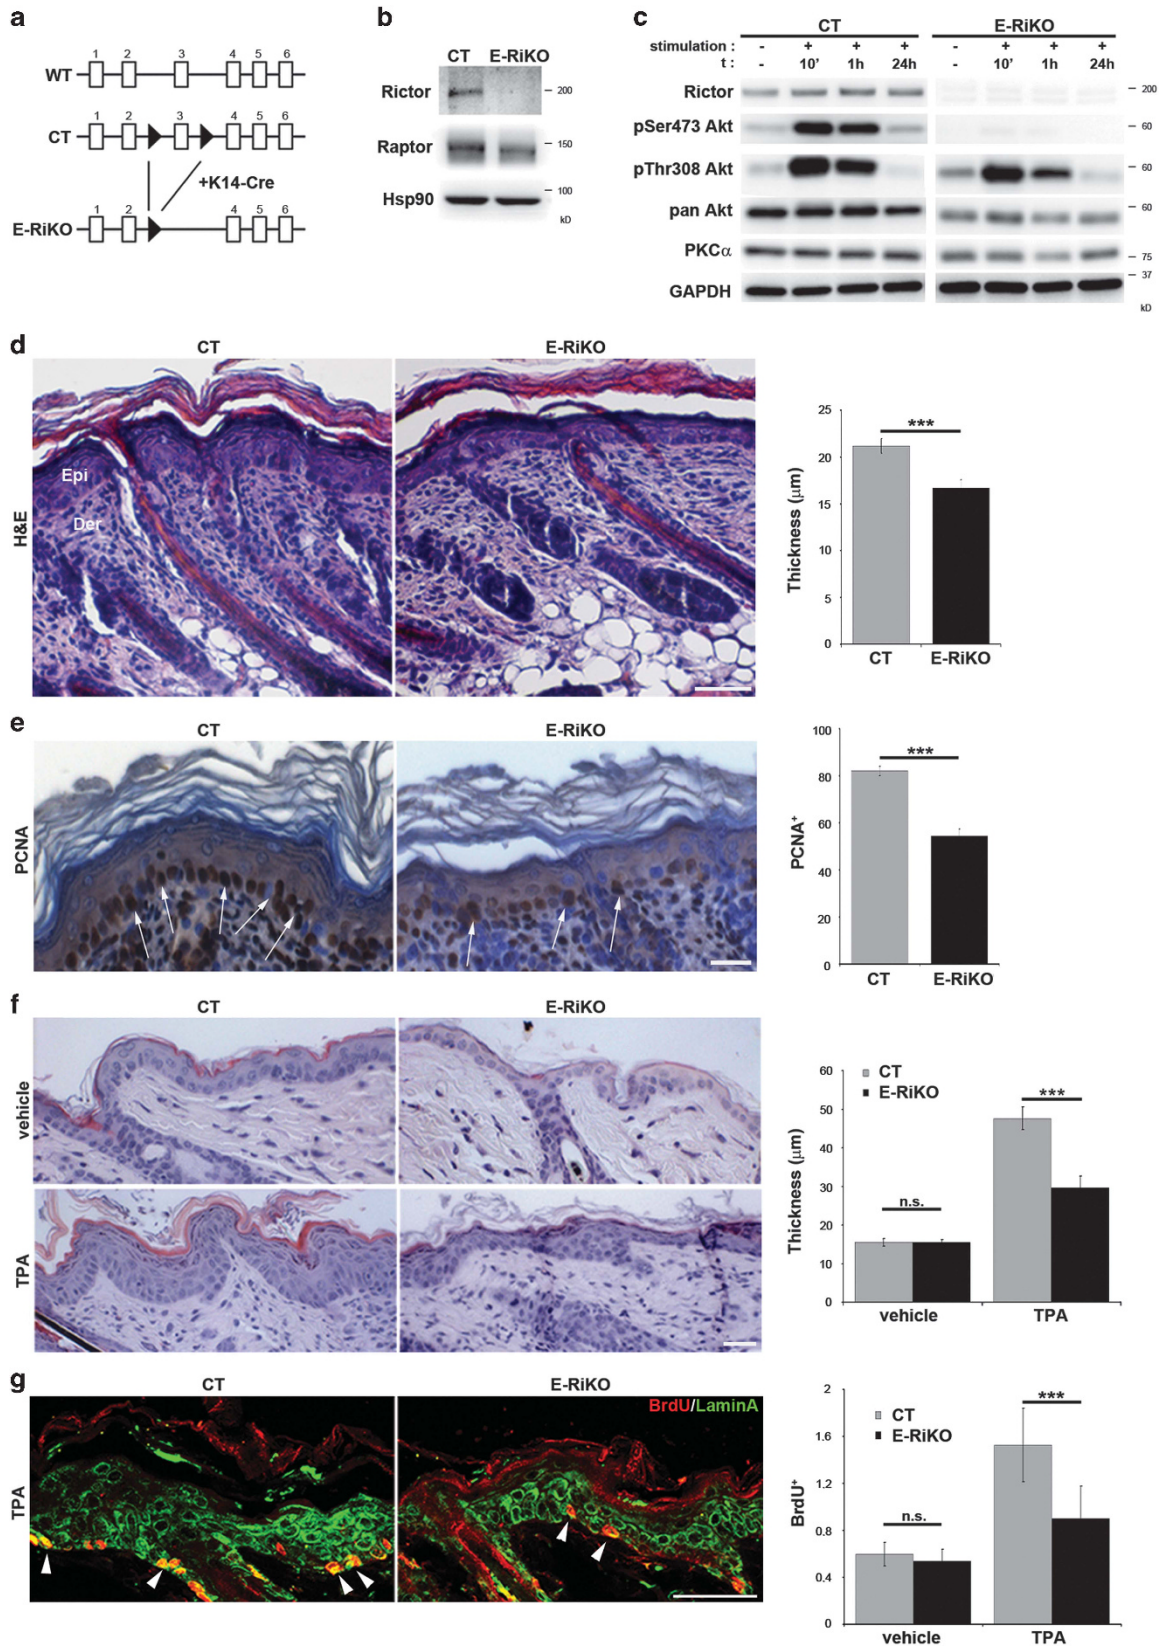 a
1 2 3 4 5 6
WT
1 2 3 4 5 6
CT
+K14-Cre
1 2 4 5 6
E-RiKO
b
CT E-RiKO
Rictor
200
Raptor
150
Hsp90
100
kD
c
CT E-RiKO
stimulation : - + + + - + + +
t : - 10' 1h 24h - 10' 1h 24h
Rictor
200
pSer473 Akt
60
pThr308 Akt
60
pan Akt
60
PKCα
75
37
GAPDH
kD
d
CT E-RiKO
H&E
Epi
Der
Thickness (μm)
25
20
15
10
5
0
***
CT E-RiKO
e
CT E-RiKO
PCNA
PCNA⁺
100
80
60
40
20
0
***
CT E-RiKO
f
CT E-RiKO
vehicle
TPA
Thickness (μm)
60
50
40
30
20
10
0
CT
E-RiKO
n.s.
***
vehicle TPA
g
CT E-RiKO
BrdU/LaminA
TPA
BrdU⁺
2
1.6
1.2
0.8
0.4
0
CT
E-RiKO
n.s.
***
vehicle TPA